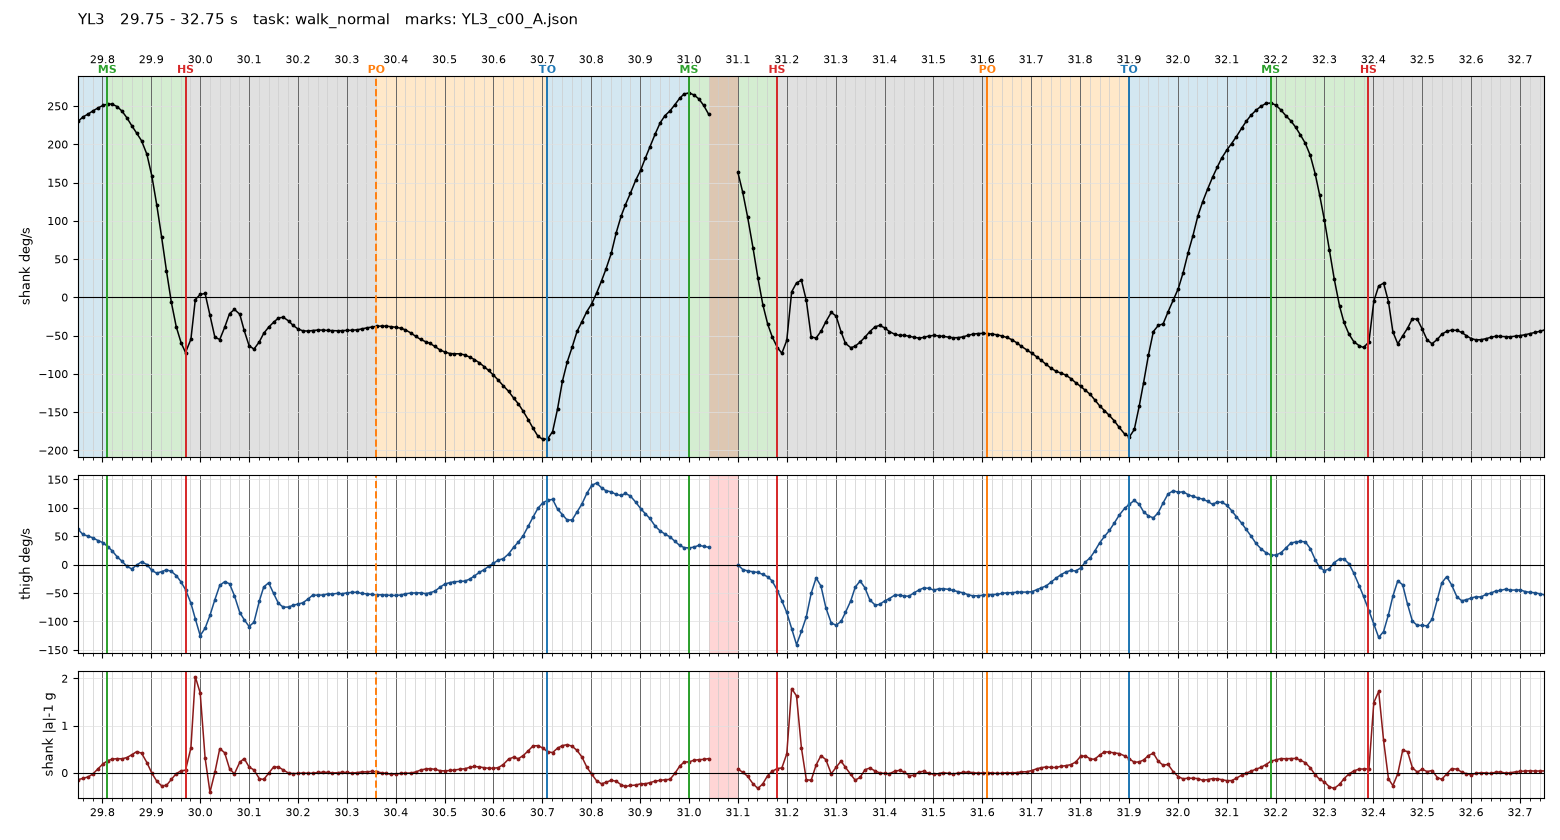 YL3   29.75 - 32.75 s   task: walk_normal   marks: YL3_c00_A.json
29.8 29.9 30.0 30.1 30.2 30.3 30.4 30.5 30.6 30.7 30.8 30.9 31.0 31.1 31.2 31.3 31.4 31.5 31.6 31.7 31.8 31.9 32.0 32.1 32.2 32.3 32.4 32.5 32.6 32.7
MS HS PO TO MS HS PO TO MS HS
shank deg/s
250
200
150
100
50
0
−50
−100
−150
−200
thigh deg/s
150
100
50
0
−50
−100
−150
shank |a|-1 g
2
1
0
29.8 29.9 30.0 30.1 30.2 30.3 30.4 30.5 30.6 30.7 30.8 30.9 31.0 31.1 31.2 31.3 31.4 31.5 31.6 31.7 31.8 31.9 32.0 32.1 32.2 32.3 32.4 32.5 32.6 32.7